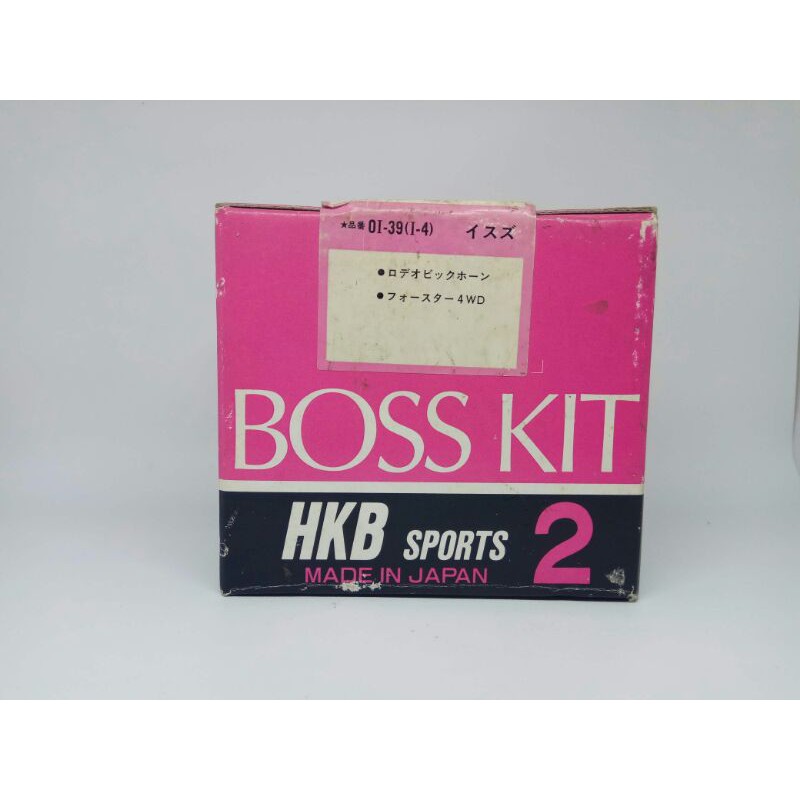 ★品番 OI-39(I-4) イスズ
●ロデオビックホーン
●フォースター4WD
BOSS KIT
HKB SPORTS 2
MADE IN JAPAN